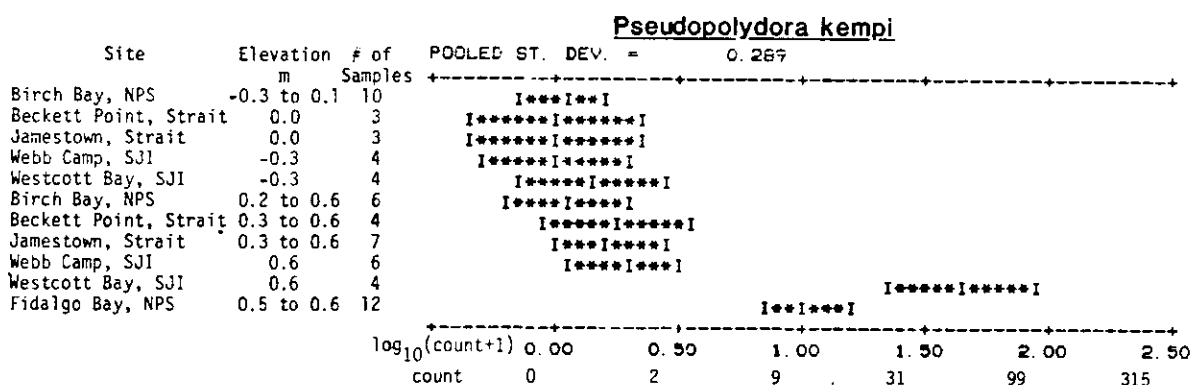 Pseudopolydora kempi
Site Elevation # of POOLED ST. DEV. = 0.287
m Samples +-------- ---+---------+---------+---------+---------+---------+
Birch Bay, NPS -0.3 to 0.1 10 I***I**I
Beckett Point, Strait 0.0 3 I******I******I
Jamestown, Strait 0.0 3 I******I******I
Webb Camp, SJI -0.3 4 I*****I*****I
Westcott Bay, SJI -0.3 4 I*****I*****I
Birch Bay, NPS 0.2 to 0.6 6 I****I****I
Beckett Point, Strait 0.3 to 0.6 4 I*****I*****I
Jamestown, Strait 0.3 to 0.6 7 I***I****I
Webb Camp, SJI 0.6 6 I****I***I
Westcott Bay, SJI 0.6 4 I*****I*****I
Fidalgo Bay, NPS 0.5 to 0.6 12 I**I***I
+---------+---------+---------+---------+---------+---------+
log10(count+1) 0.00 0.50 1.00 1.50 2.00 2.50
count 0 2 9 31 99 315